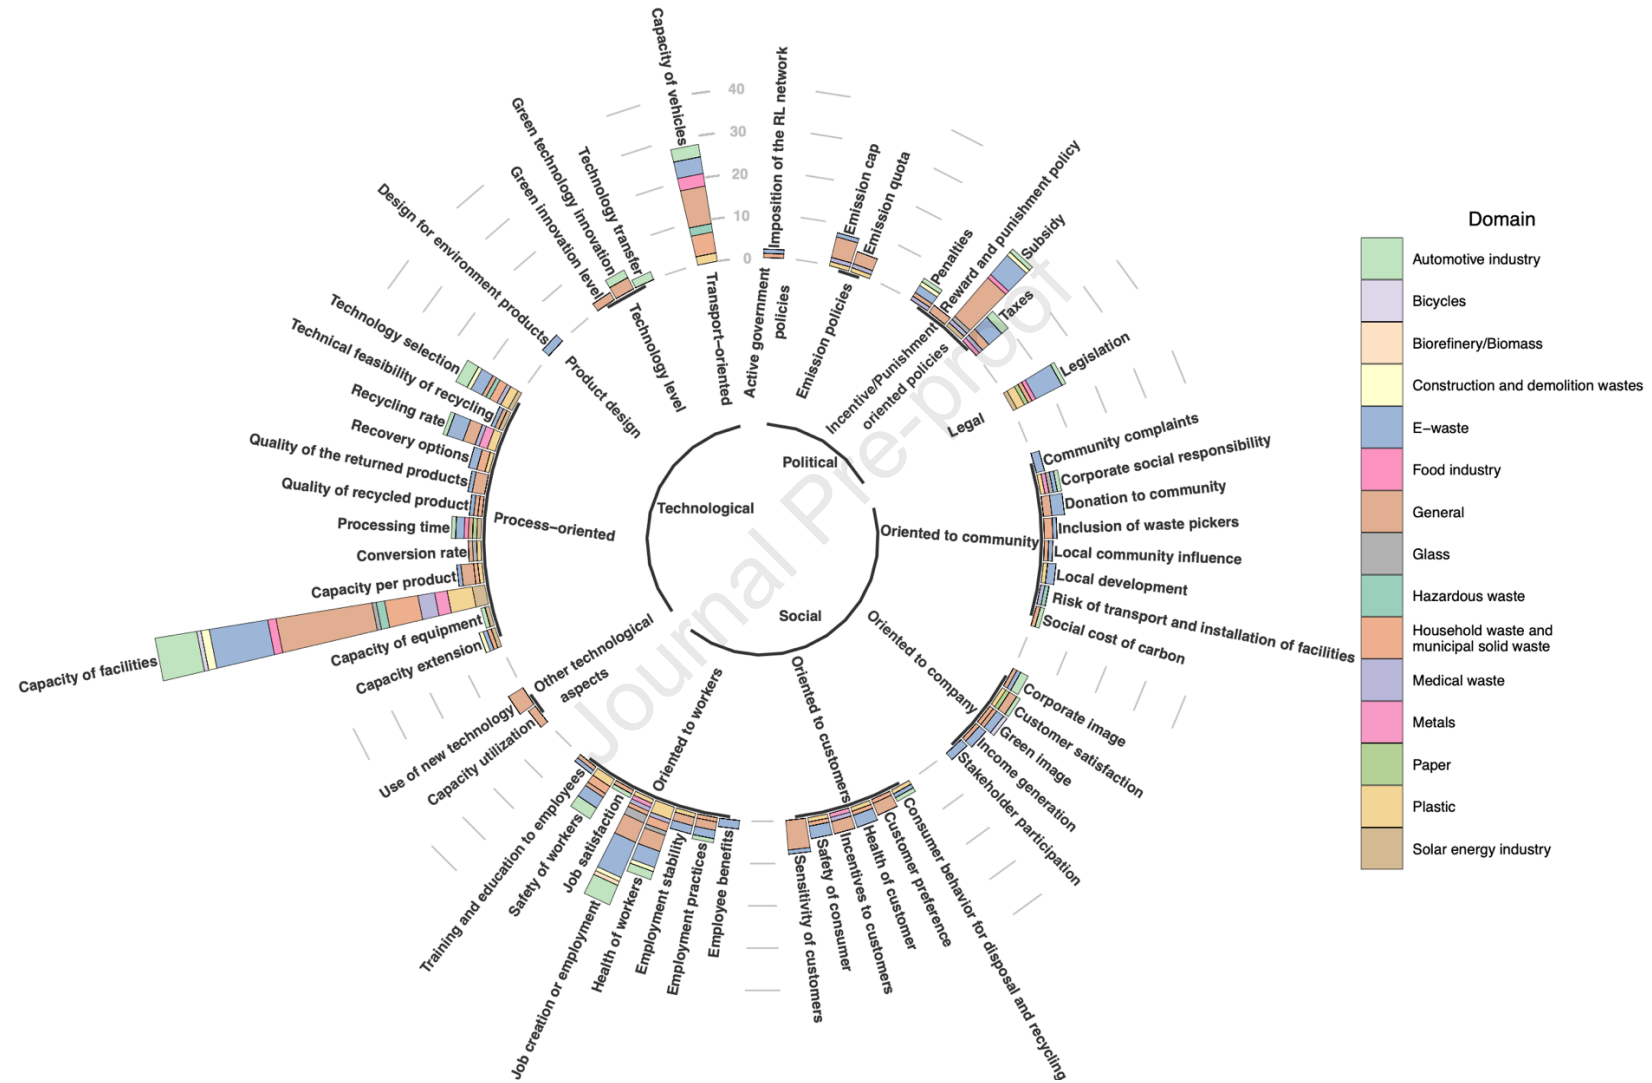 Capacity of vehicles
40
30
20
10
0
Imposition of the RL network
Emission cap
Emission quota
Penalties
Reward and punishment policy
Subsidy
Taxes
Legislation
Community complaints
Corporate social responsibility
Donation to community
Inclusion of waste pickers
Local community influence
Local development
Risk of transport and installation of facilities
Social cost of carbon
Corporate image
Customer satisfaction
Green image
Income generation
Stakeholder participation
Consumer behavior for disposal and recycling
Customer preference
Health of customer
Incentives to customers
Safety of consumer
Sensitivity of customers
Employee benefits
Employment practices
Employment stability
Health of workers
Job creation or employment
Job satisfaction
Safety of workers
Training and education to employees
Capacity utilization
Use of new technology
Capacity extension
Capacity of equipment
Capacity of facilities
Capacity per product
Conversion rate
Processing time
Quality of recycled product
Quality of the returned products
Recovery options
Recycling rate
Technical feasibility of recycling
Technology selection
Design for environment products
Green innovation level
Green technology innovation
Technology transfer
Transport−oriented
Active government
policies
Emission policies
Incentive/Punishment
oriented policies
Legal
Oriented to community
Oriented to company
Oriented to customers
Oriented to workers
Other technological
aspects
Process−oriented
Product design
Technology level
Political
Technological
Social
Journal Pre-proof
Domain
Automotive industry
Bicycles
Biorefinery/Biomass
Construction and demolition wastes
E−waste
Food industry
General
Glass
Hazardous waste
Household waste and
municipal solid waste
Medical waste
Metals
Paper
Plastic
Solar energy industry